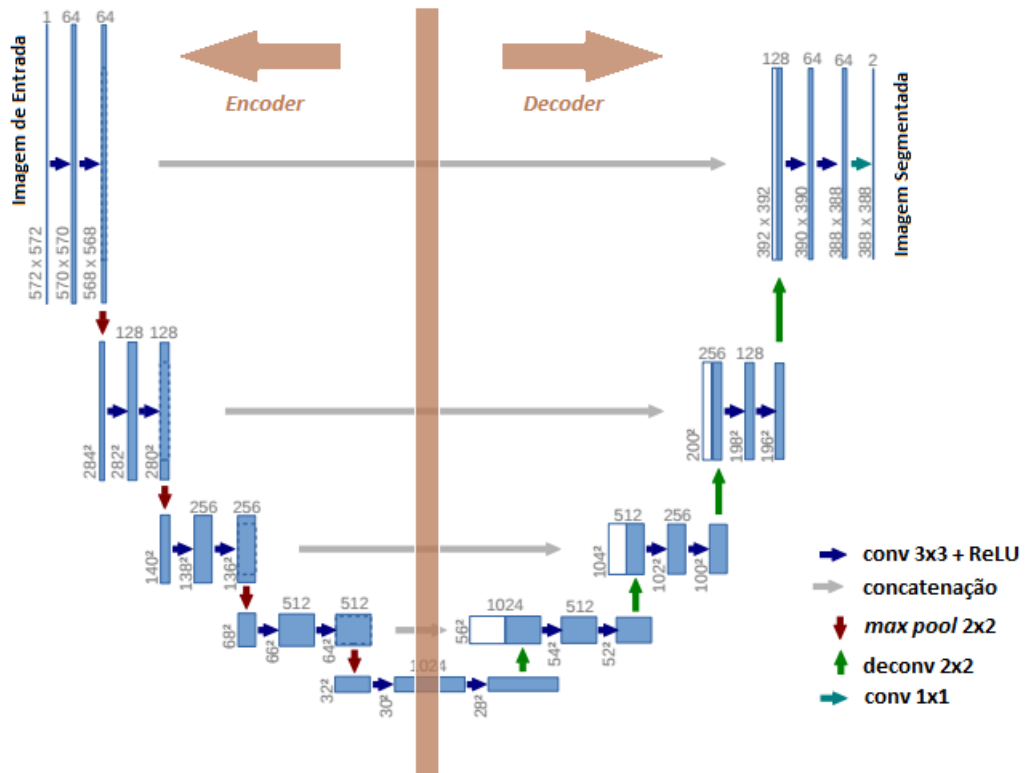 1 64 64
Encoder
Decoder
128 64 64 2
Imagem de Entrada
572 x 572
570 x 570
568 x 568
392 x 392
390 x 390
388 x 388
388 x 388
Imagem Segmentada
128 128
284²
282²
280²
256 128
200²
198²
196²
256 256
140²
138²
136²
512 256
104²
102²
100²
512 512
68²
66²
64²
1024 512
56²
54²
52²
1024
32²
30²
28²
conv 3x3 + ReLU
concatenação
max pool 2x2
deconv 2x2
conv 1x1